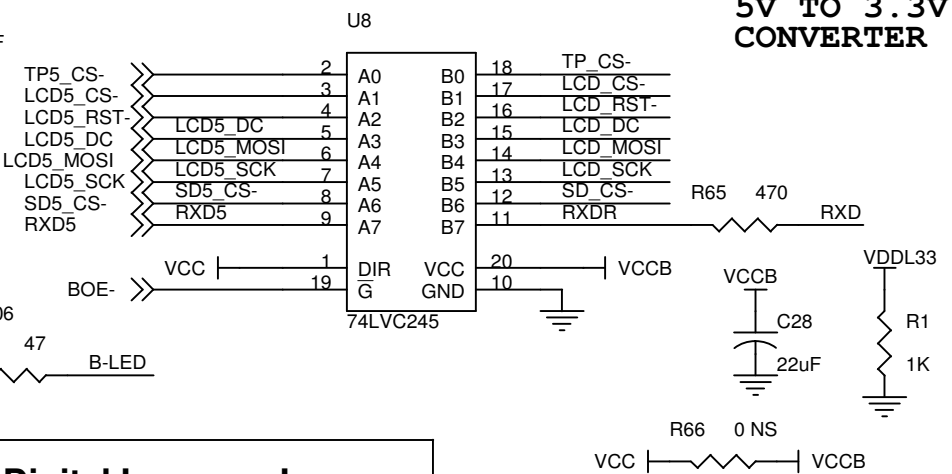 U8
5V TO 3.3V
CONVERTER
TP5_CS- 2 A0 B0 18 TP_CS-
LCD5_CS- 3 A1 B1 17 LCD_CS-
LCD5_RST- 4 A2 B2 16 LCD_RST-
LCD5_DC LCD5_DC 5 A3 B3 15 LCD_DC
LCD5_MOSI LCD5_MOSI 6 A4 B4 14 LCD_MOSI
LCD5_SCK LCD5_SCK 7 A5 B5 13 LCD_SCK
SD5_CS- SD5_CS- 8 A6 B6 12 SD_CS-
RXD5 RXD5 9 A7 B7 11 RXDR
R65 470 RXD
VCC 1 DIR VCC 20 VCCB
BOE- 19 G GND 10
74LVC245
VCCB
C28
22uF
VDDL33
R1
1K
47 B-LED
R66 0 NS
VCC VCCB